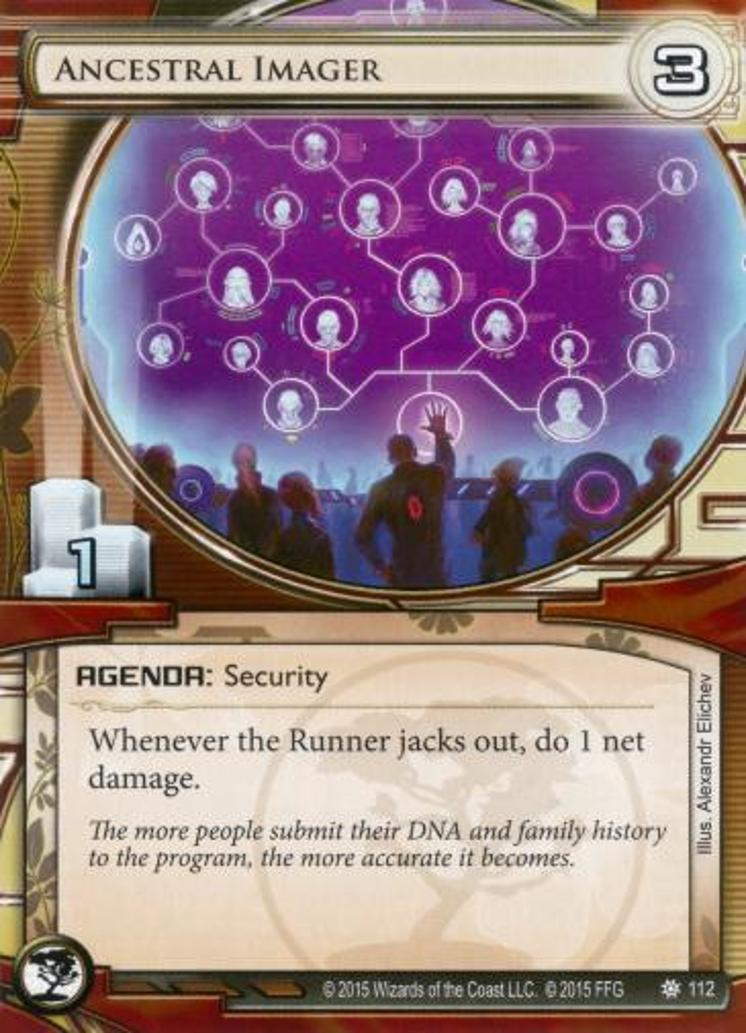 Ancestral Imager
3
1
AGENDA: Security
Whenever the Runner jacks out, do 1 net
damage.
The more people submit their DNA and family history
to the program, the more accurate it becomes.
Illus. Alexandr Elichev
© 2015 Wizards of the Coast LLC. © 2015 FFG
112